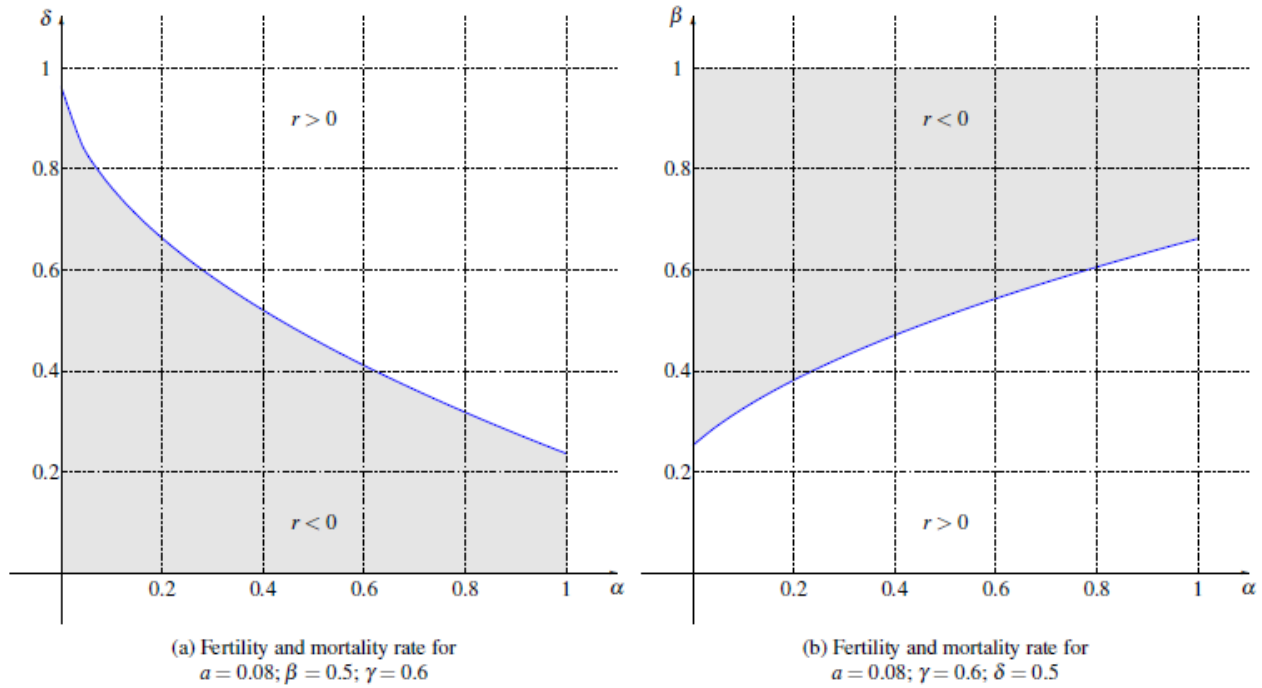 δ
1
0.8
0.6
0.4
0.2
r > 0
r < 0
0.2 0.4 0.6 0.8 1 α
(a) Fertility and mortality rate for
a = 0.08; β = 0.5; γ = 0.6
β
1
0.8
0.6
0.4
0.2
r < 0
r > 0
0.2 0.4 0.6 0.8 1 α
(b) Fertility and mortality rate for
a = 0.08; γ = 0.6; δ = 0.5